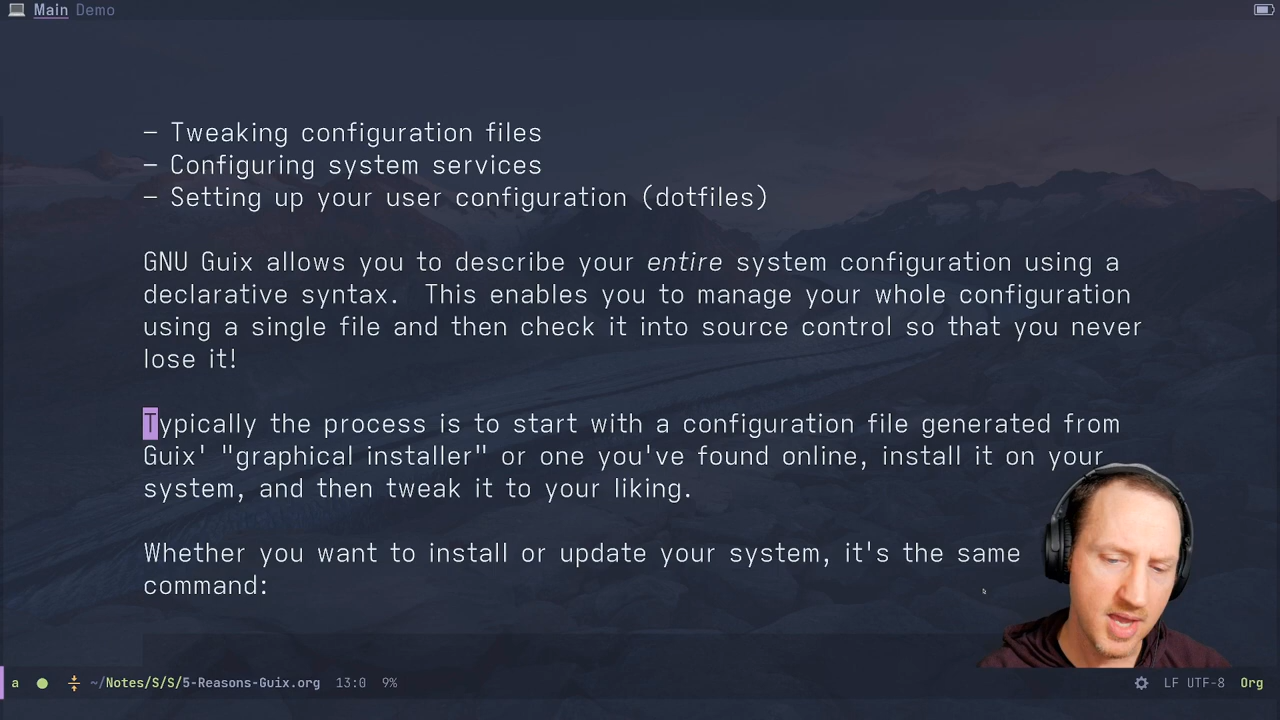 Main Demo
– Tweaking configuration files
– Configuring system services
– Setting up your user configuration (dotfiles)
GNU Guix allows you to describe your entire system configuration using a
declarative syntax.  This enables you to manage your whole configuration
using a single file and then check it into source control so that you never
lose it!
Typically the process is to start with a configuration file generated from
Guix' "graphical installer" or one you've found online, install it on your
system, and then tweak it to your liking.
Whether you want to install or update your system, it's the same
command:
a ~/Notes/S/S/5-Reasons-Guix.org 13:0 9% LF UTF-8 Org